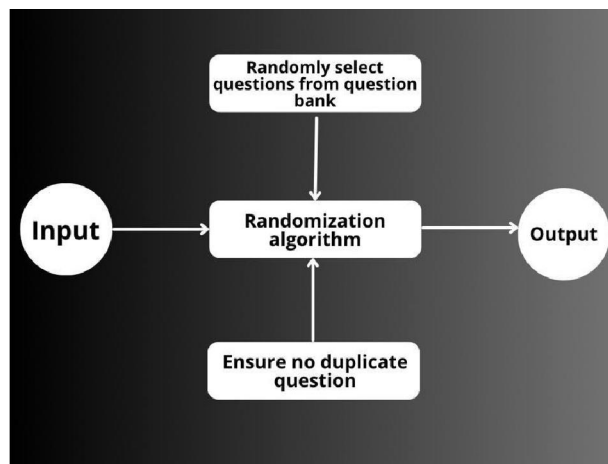 Randomly select
questions from question
bank
Input
Randomization
algorithm
Output
Ensure no duplicate
question